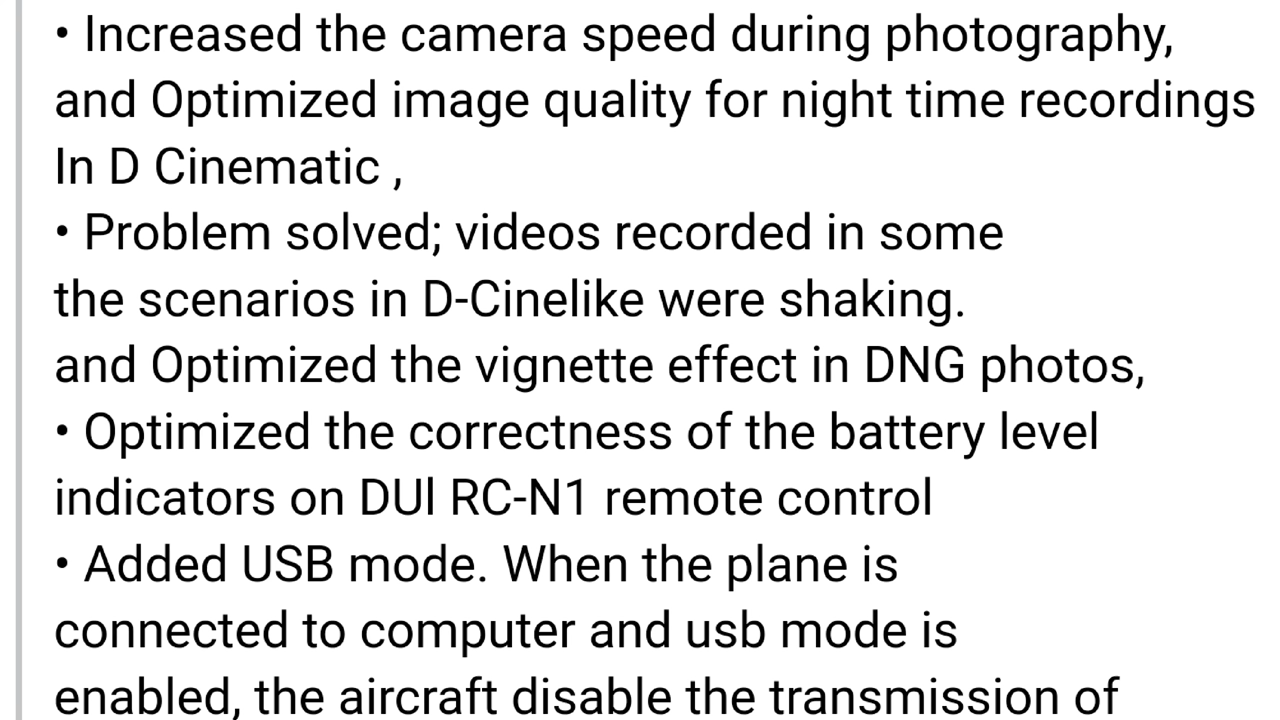 • Increased the camera speed during photography,
and Optimized image quality for night time recordings
In D Cinematic ,
• Problem solved; videos recorded in some
the scenarios in D-Cinelike were shaking.
and Optimized the vignette effect in DNG photos,
• Optimized the correctness of the battery level
indicators on DUl RC-N1 remote control
• Added USB mode. When the plane is
connected to computer and usb mode is
enabled, the aircraft disable the transmission of